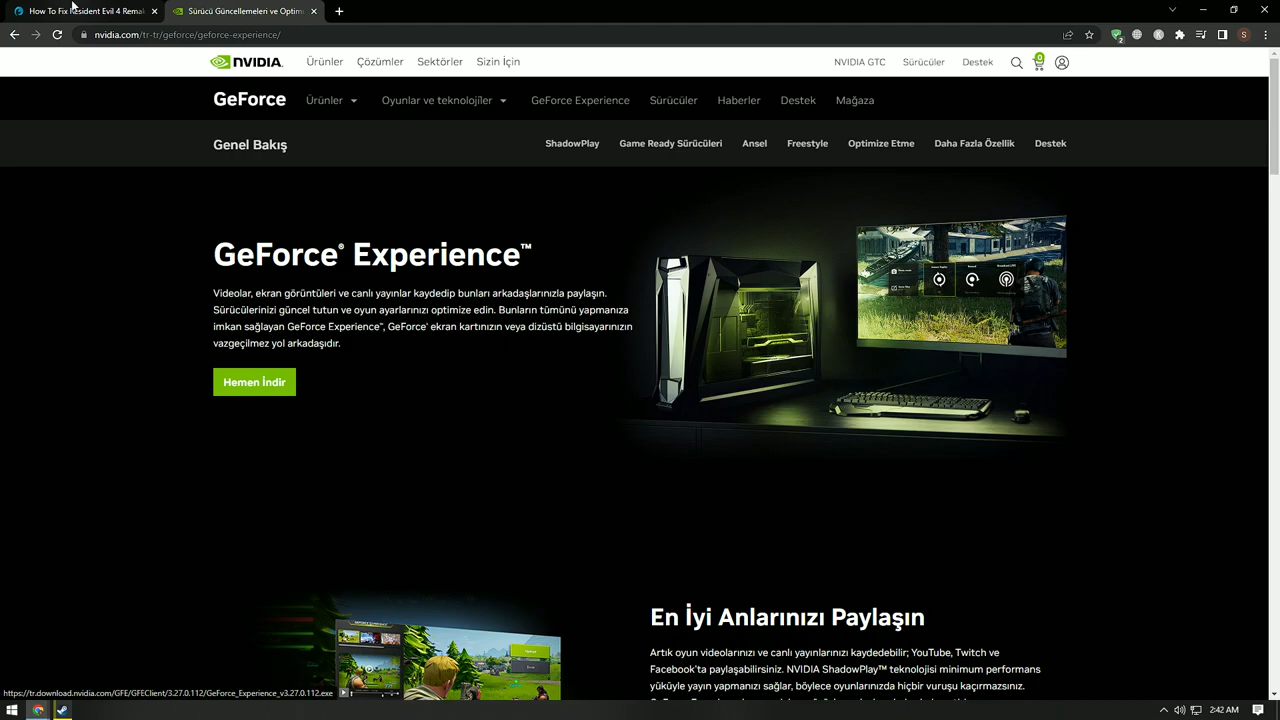 How To Fix Resident Evil 4 Remak
Sürücü Güncellemeleri ve Optim
nvidia.com/tr-tr/geforce/geforce-experience/
NVIDIA.
Ürünler
Çözümler
Sektörler
Sizin İçin
NVIDIA GTC
Sürücüler
Destek
0
GeForce
Ürünler
Oyunlar ve teknolojiler
GeForce Experience
Sürücüler
Haberler
Destek
Mağaza
Genel Bakış
ShadowPlay
Game Ready Sürücüleri
Ansel
Freestyle
Optimize Etme
Daha Fazla Özellik
Destek
GeForce® Experience™
Videolar, ekran görüntüleri ve canlı yayınlar kaydedip bunları arkadaşlarınızla paylaşın.
Sürücülerinizi güncel tutun ve oyun ayarlarınızı optimize edin. Bunların tümünü yapmanıza
imkan sağlayan GeForce Experience™, GeForce® ekran kartınızın veya dizüstü bilgisayarınızın
vazgeçilmez yol arkadaşıdır.
Hemen İndir
En İyi Anlarınızı Paylaşın
Artık oyun videolarınızı ve canlı yayınlarınızı kaydedebilir; YouTube, Twitch ve
Facebook'ta paylaşabilirsiniz. NVIDIA ShadowPlay™ teknolojisi minimum performans
yüküyle yayın yapmanızı sağlar, böylece oyunlarınızda hiçbir vuruşu kaçırmazsınız.
https://tr.download.nvidia.com/GFE/GFEClient/3.27.0.112/GeForce_Experience_v3.27.0.112.exe
2:42 AM